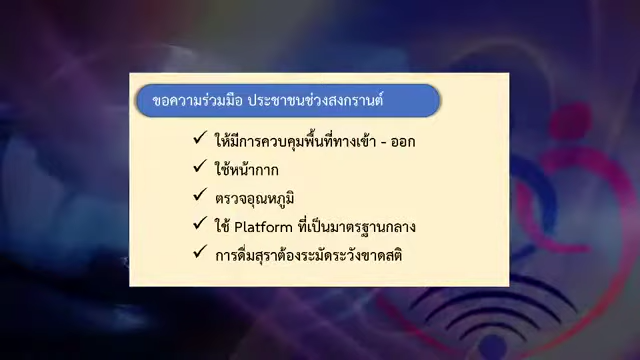 ขอความร่วมมือ ประชาชนช่วงสงกรานต์
✓ ให้มีการควบคุมพื้นที่ทางเข้า - ออก
✓ ใช้หน้ากาก
✓ ตรวจอุณหภูมิ
✓ ใช้ Platform ที่เป็นมาตรฐานกลาง
✓ การดื่มสุราต้องระมัดระวังขาดสติ